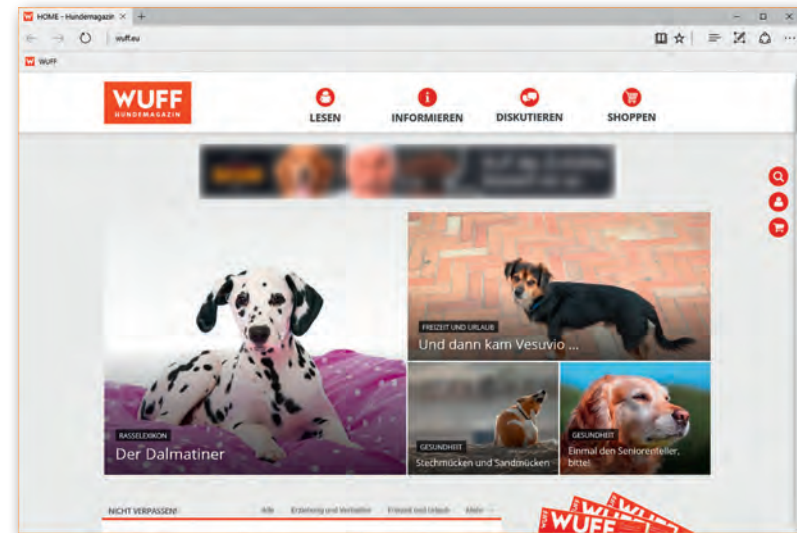 HOME - Hundemagazin
wuff.eu
WUFF
WUFF
HUNDEMAGAZIN
LESEN
INFORMIEREN
DISKUTIEREN
SHOPPEN
FREIZEIT UND URLAUB
Und dann kam Vesuvio ...
RASSELEXIKON
Der Dalmatiner
GESUNDHEIT
Stechmücken und Sandmücken
GESUNDHEIT
Einmal den Seniorenteller,
bitte!
NICHT VERPASSEN!
Alle Erziehung und Verhalten Freizeit und Urlaub Mehr
WUFF